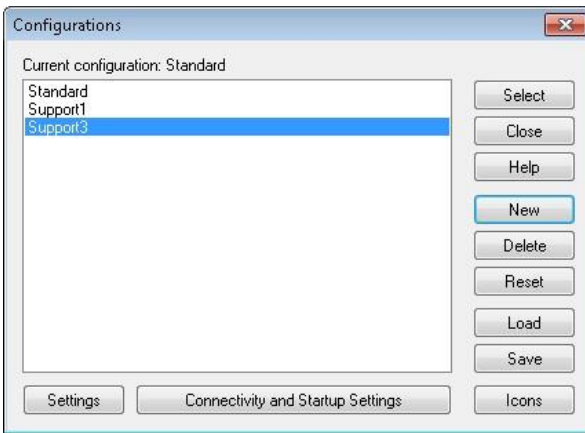 Configurations
Current configuration: Standard
Standard
Support1
Support3
Select
Close
Help
New
Delete
Reset
Load
Save
Settings
Connectivity and Startup Settings
Icons